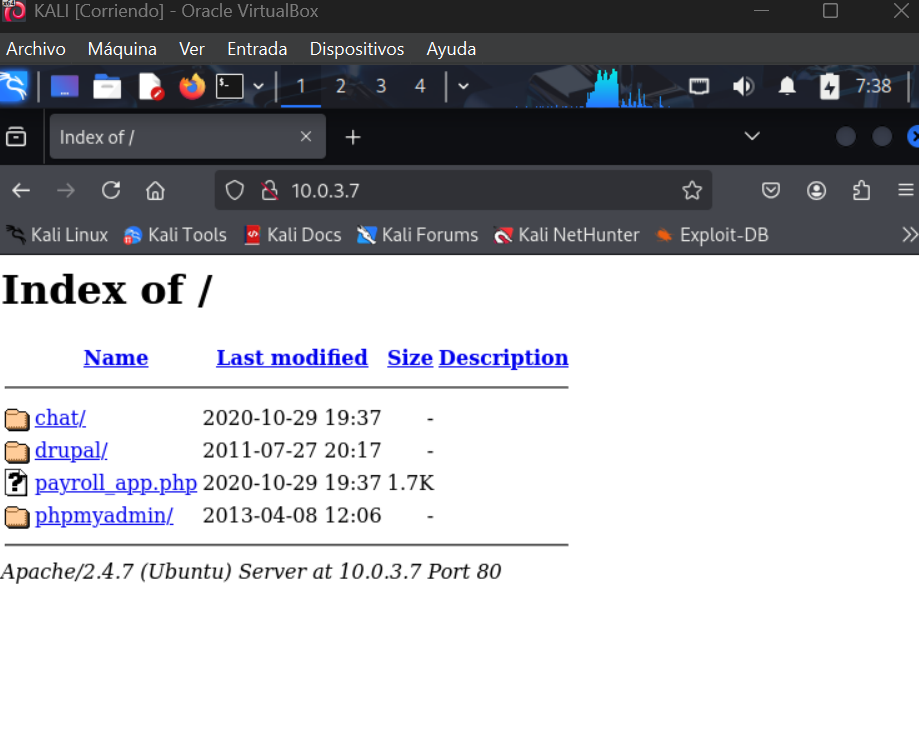 KALI [Corriendo] - Oracle VirtualBox
Archivo Máquina Ver Entrada Dispositivos Ayuda
1 2 3 4 7:38
Index of /
10.0.3.7
Kali Linux Kali Tools Kali Docs Kali Forums Kali NetHunter Exploit-DB
Index of /
Name Last modified Size Description
chat/ 2020-10-29 19:37 -
drupal/ 2011-07-27 20:17 -
payroll_app.php 2020-10-29 19:37 1.7K
phpmyadmin/ 2013-04-08 12:06 -
Apache/2.4.7 (Ubuntu) Server at 10.0.3.7 Port 80